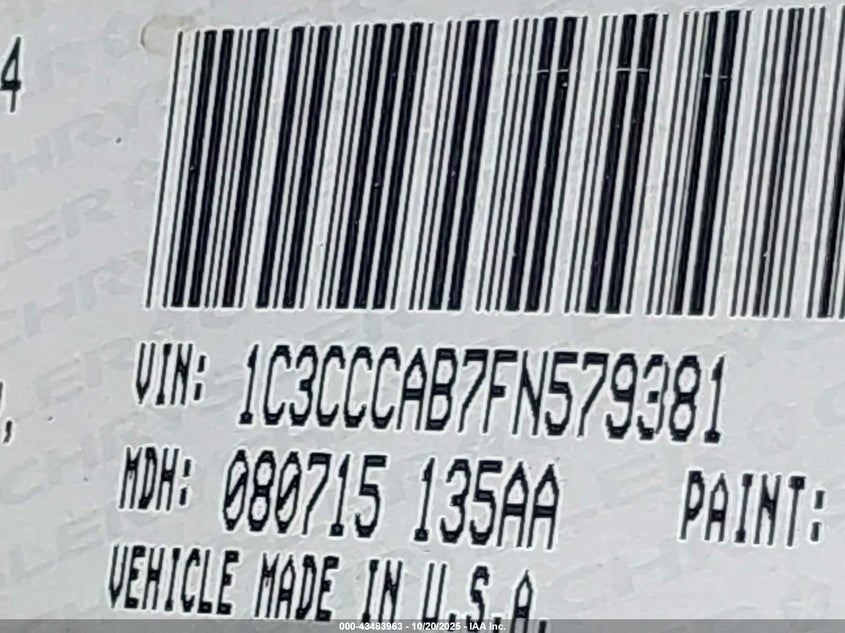 4
VIN: 1C3CCCAB7FN579381
MDH: 080715 135AA PAINT:
VEHICLE MADE IN U.S.A.
000-43483963 - 10/20/2025 - IAA Inc.